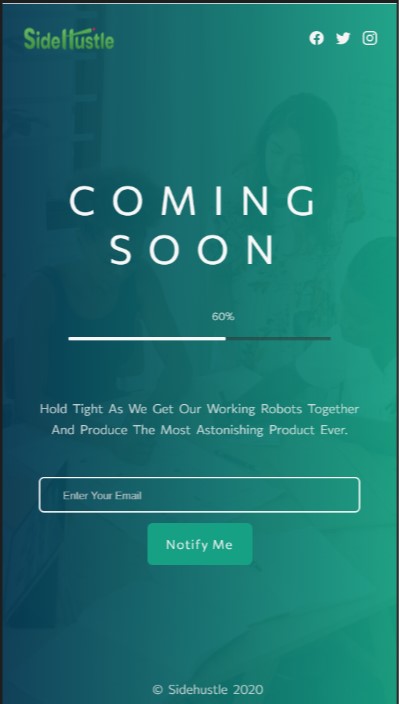 SideHustle
COMING
SOON
60%
Hold Tight As We Get Our Working Robots Together
And Produce The Most Astonishing Product Ever.
Enter Your Email
Notify Me
© Sidehustle 2020